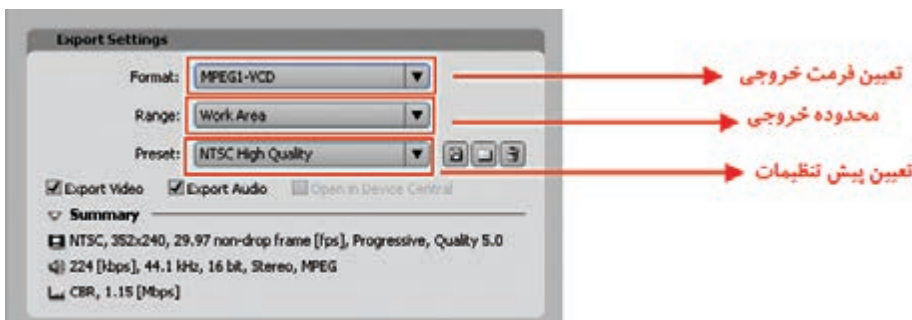 Export Settings
Format: MPEG1-VCD
تعیین فرمت خروجی
Range: Work Area
محدوده خروجی
Preset: NTSC High Quality
تعیین پیش تنظیمات
Export Video Export Audio Open in Device Central
Summary
NTSC, 352x240, 29.97 non-drop frame [fps], Progressive, Quality 5.0
224 [kbps], 44.1 kHz, 16 bit, Stereo, MPEG
CBR, 1.15 [Mbps]